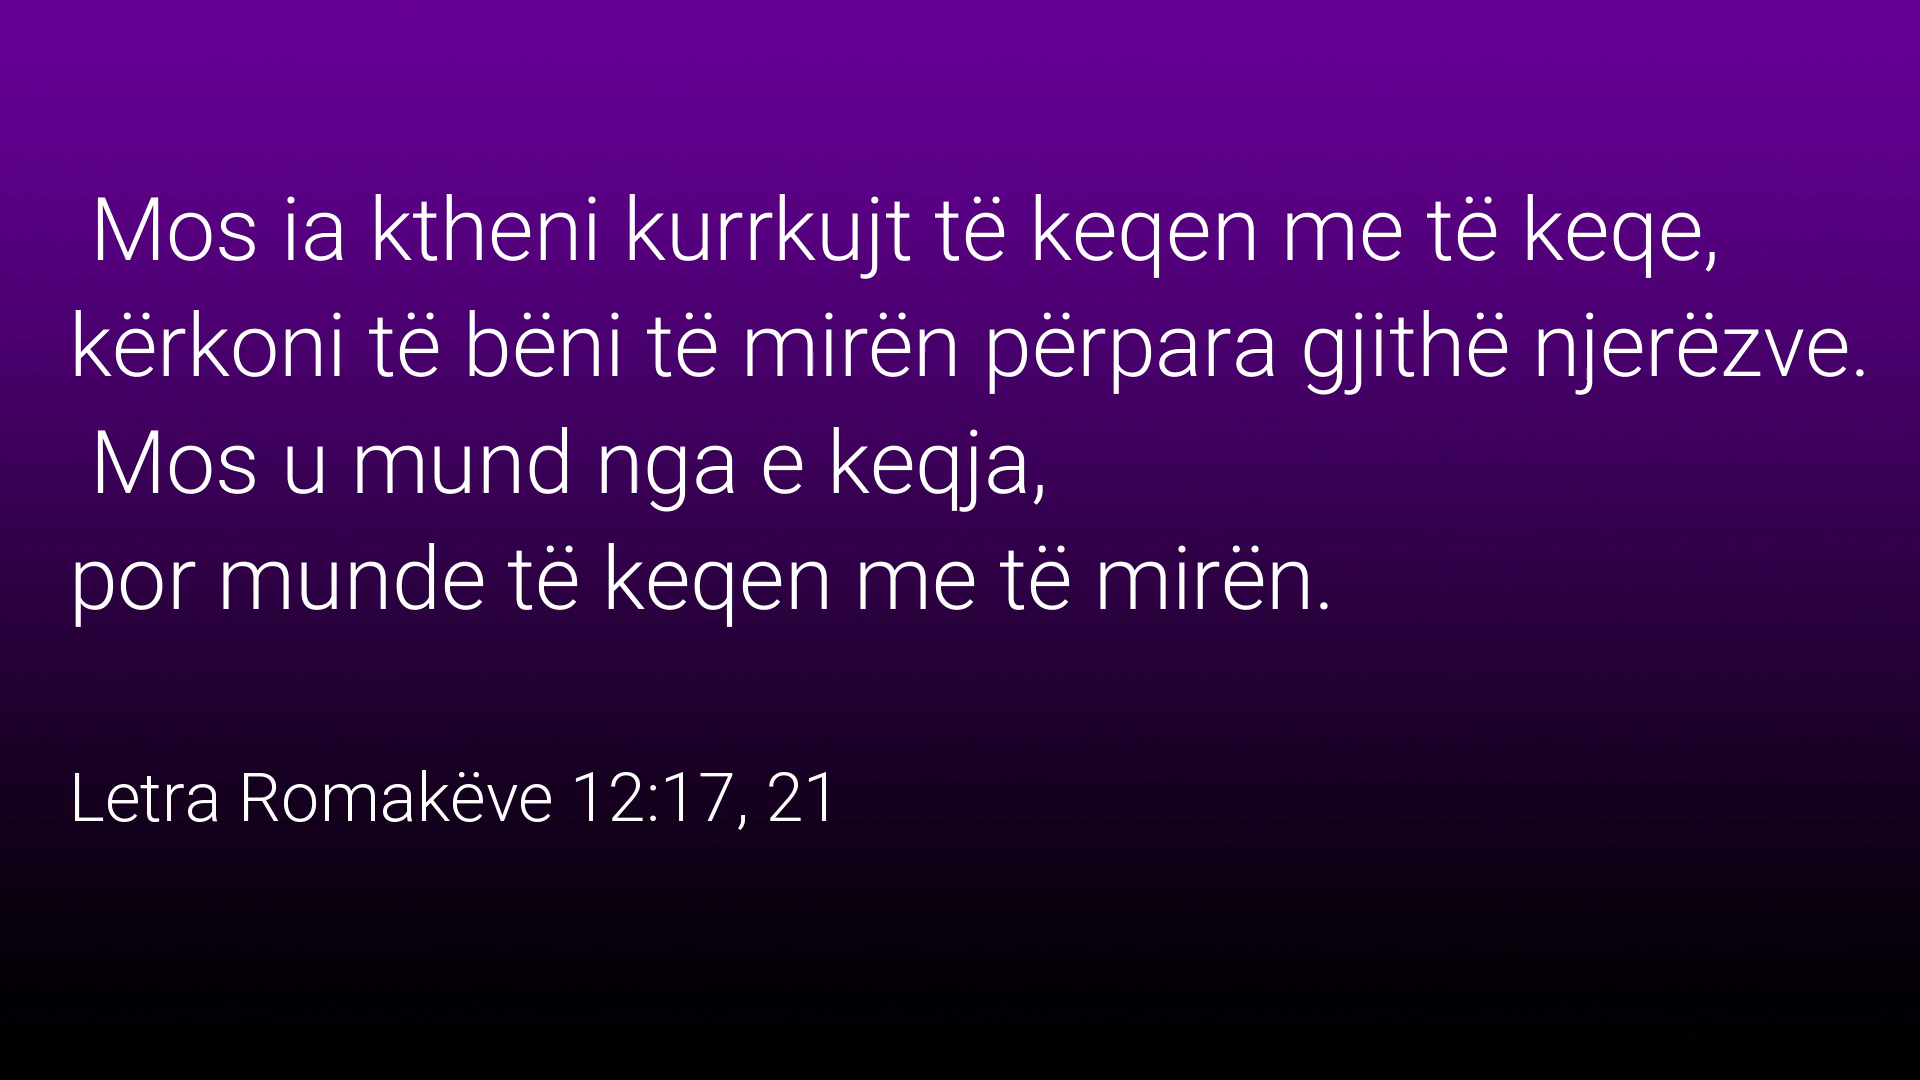 Mos ia ktheni kurrkujt të keqen me të keqe,
kërkoni të bëni të mirën përpara gjithë njerëzve.
Mos u mund nga e keqja,
por munde të keqen me të mirën.
Letra Romakëve 12:17, 21